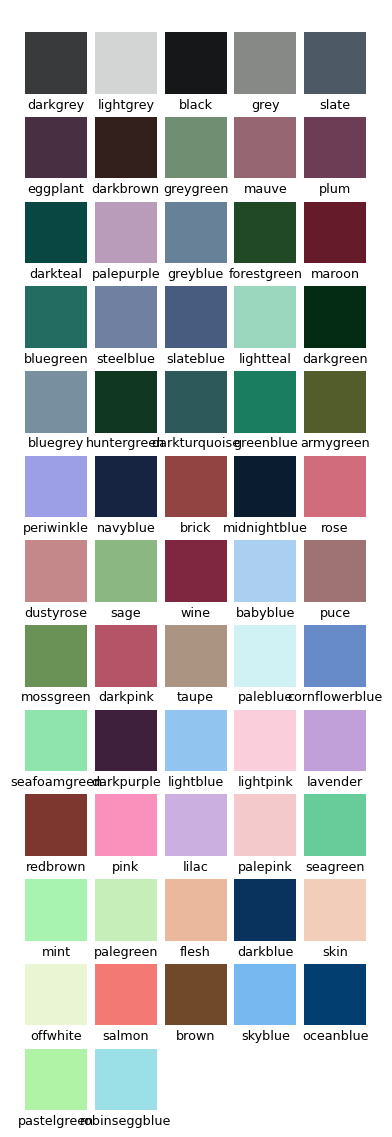 darkgrey lightgrey black grey slate
eggplant darkbrown greygreen mauve plum
darkteal palepurple greyblue forestgreen maroon
bluegreen steelblue slateblue lightteal darkgreen
bluegrey huntergreen darkturquoise greenblue armygreen
periwinkle navyblue brick midnightblue rose
dustyrose sage wine babyblue puce
mossgreen darkpink taupe paleblue cornflowerblue
seafoamgreen darkpurple lightblue lightpink lavender
redbrown pink lilac palepink seagreen
mint palegreen flesh darkblue skin
offwhite salmon brown skyblue oceanblue
pastelgreen robinseggblue